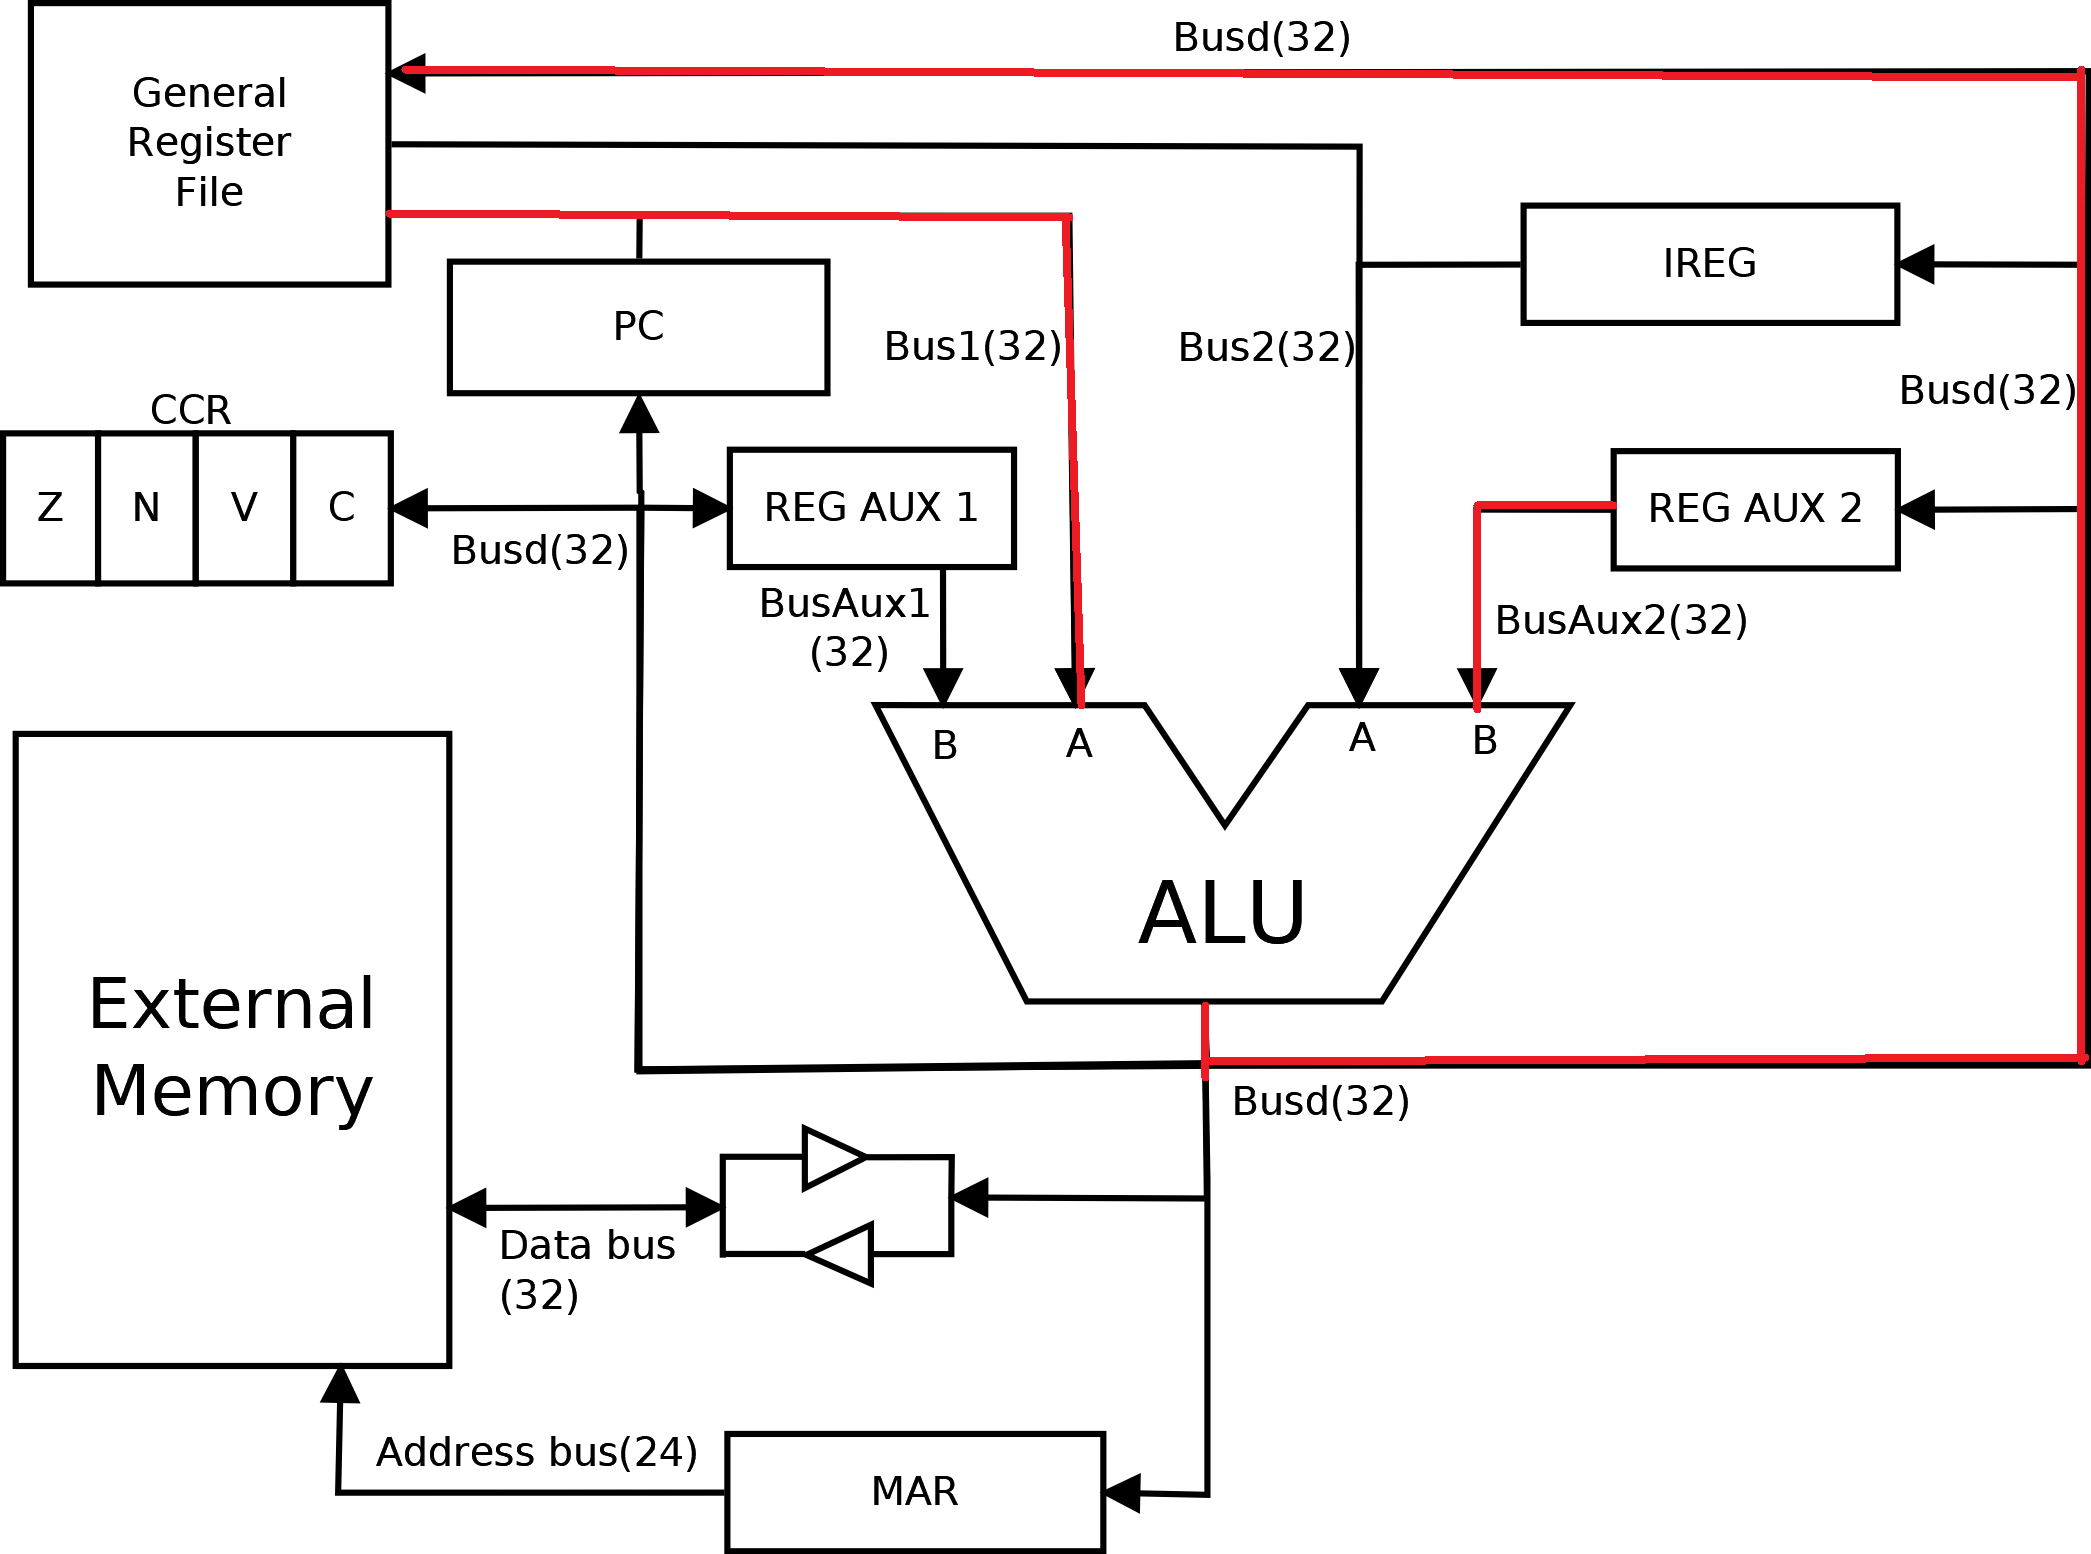 Busd(32)
General
Register
File
IREG
PC
Bus1(32)
Bus2(32)
Busd(32)
CCR
Z
N
V
C
REG AUX 1
REG AUX 2
Busd(32)
BusAux1
(32)
BusAux2(32)
B
A
A
B
ALU
External
Memory
Busd(32)
Data bus
(32)
Address bus(24)
MAR